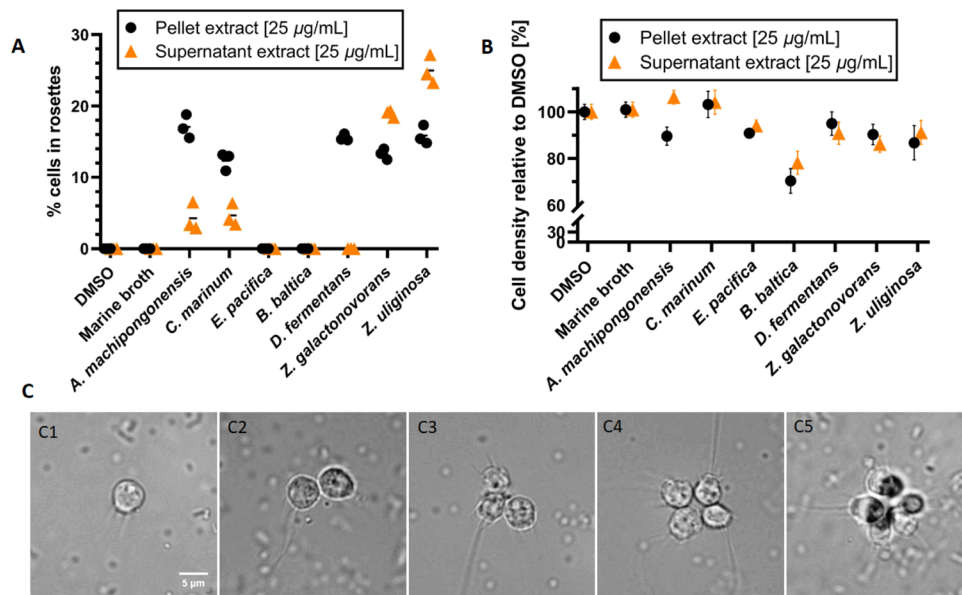 A
Pellet extract [25 µg/mL]
Supernatant extract [25 µg/mL]
% cells in rosettes
30
20
10
0
DMSO
Marine broth
A. machipongonensis
C. marinum
E. pacifica
B. baltica
D. fermentans
Z. galactonovorans
Z. uliginosa
B
Pellet extract [25 µg/mL]
Supernatant extract [25 µg/mL]
Cell density relative to DMSO [%]
100
80
60
30
0
DMSO
Marine broth
A. machipongonensis
C. marinum
E. pacifica
B. baltica
D. fermentans
Z. galactonovorans
Z. uliginosa
C
C1
C2
C3
C4
C5
5 µm